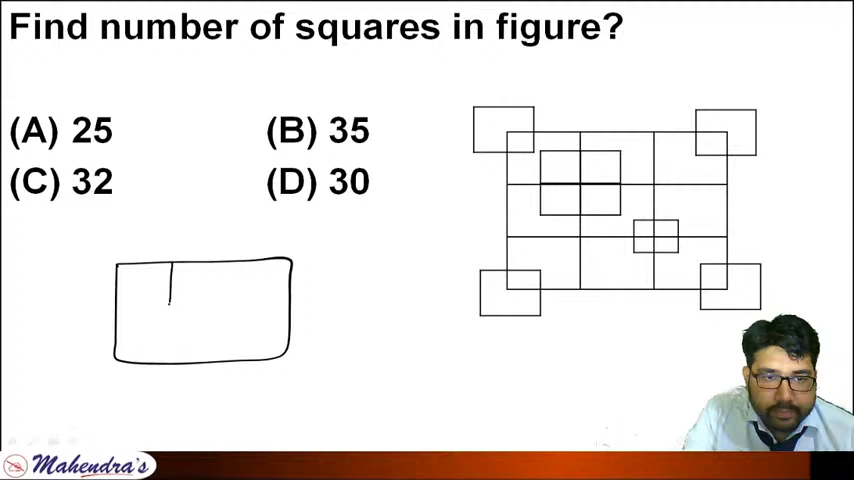 Find number of squares in figure?
(A) 25 (B) 35
(C) 32 (D) 30
Mahendra's